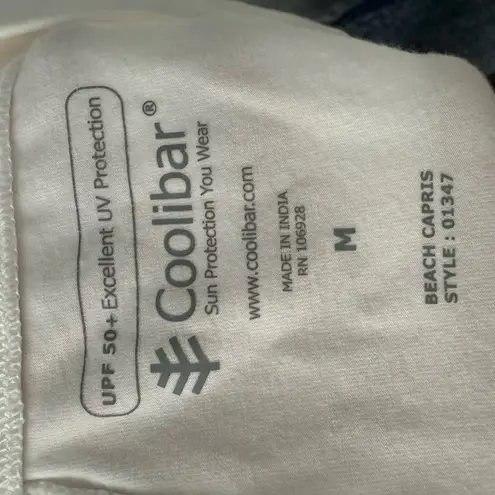 UPF 50+ Excellent UV Protection
Coolibar®
Sun Protection You Wear
www.coolibar.com
MADE IN INDIA
RN 106928
M
BEACH CAPRIS
STYLE : 01347